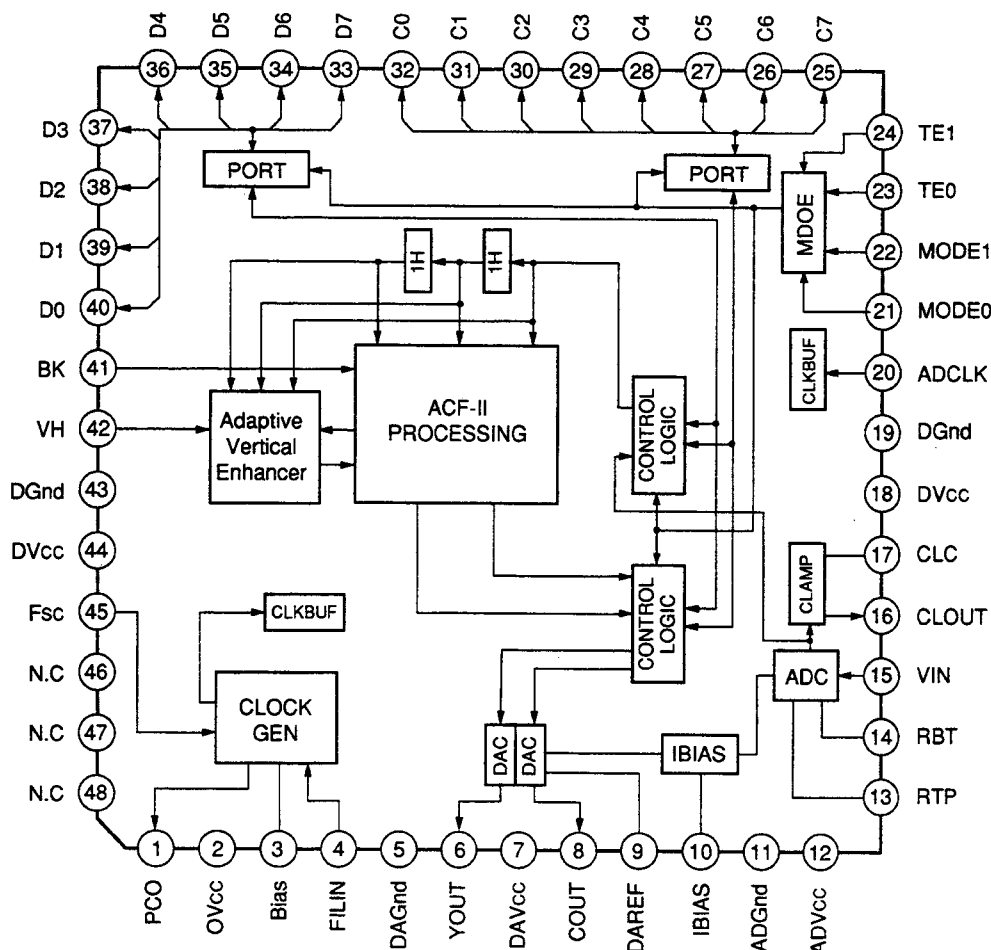 D4 D5 D6 D7 C0 C1 C2 C3 C4 C5 C6 C7
36 35 34 33 32 31 30 29 28 27 26 25
D3 37
24 TE1
PORT
PORT
D2 38
23 TE0
MDOE
D1 39
22 MODE1
1H
1H
D0 40
21 MODE0
BK 41
CLKBUF
20 ADCLK
ACF-II
PROCESSING
Adaptive
Vertical
Enhancer
CONTROL
LOGIC
VH 42
19 DGnd
DGnd 43
18 DVcc
DVcc 44
17 CLC
CLAMP
Fsc 45
CLKBUF
CONTROL
LOGIC
16 CLOUT
N.C 46
ADC
15 VIN
CLOCK
GEN
N.C 47
DAC
DAC
IBIAS
14 RBT
N.C 48
13 RTP
1 2 3 4 5 6 7 8 9 10 11 12
PCO OVcc Bias FILIN DAGnd YOUT DAVcc COUT DAREF IBIAS ADGnd ADVcc